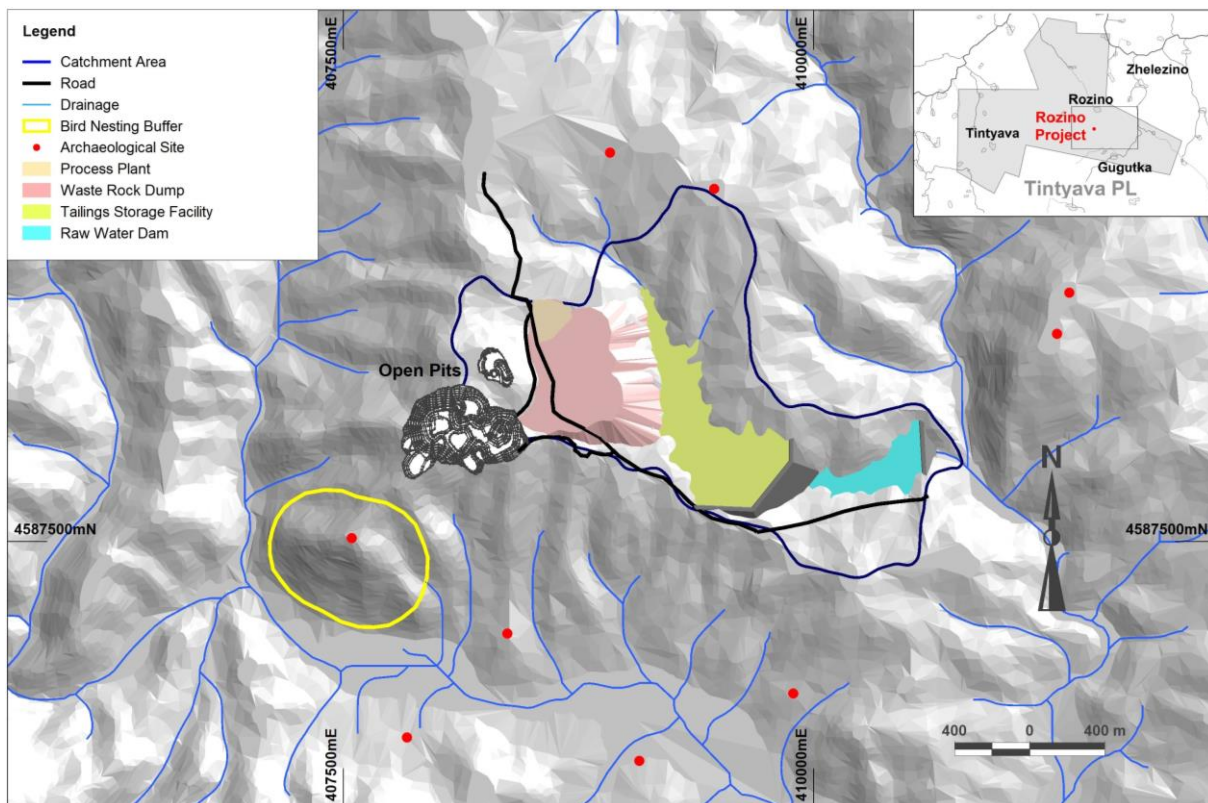 Legend
Catchment Area
Road
Drainage
Bird Nesting Buffer
Archaeological Site
Process Plant
Waste Rock Dump
Tailings Storage Facility
Raw Water Dam
407500mE
410000mE
Zhelezino
Rozino
Rozino
Project
Tintyava
Gugutka
Tintyava PL
Open Pits
N
4587500mN
4587500mN
407500mE
410000mE
400 0 400 m